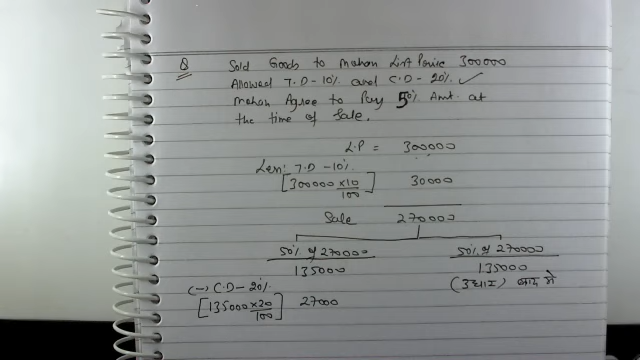 Q Sold Goods to mohan List Price 300000
Allowed T.D-10% and C.D-20%
mohan Agree to Pay 50% Amt. at
the time of Sale.
L.P = 300000
Less: T.D-10%
[300000 × 10/100] 30000
Sale 270000
50% of 270000 50% of 270000
135000 135000
(-) C.D-20% (उधार) बाद में
[135000 × 20/100] 27000